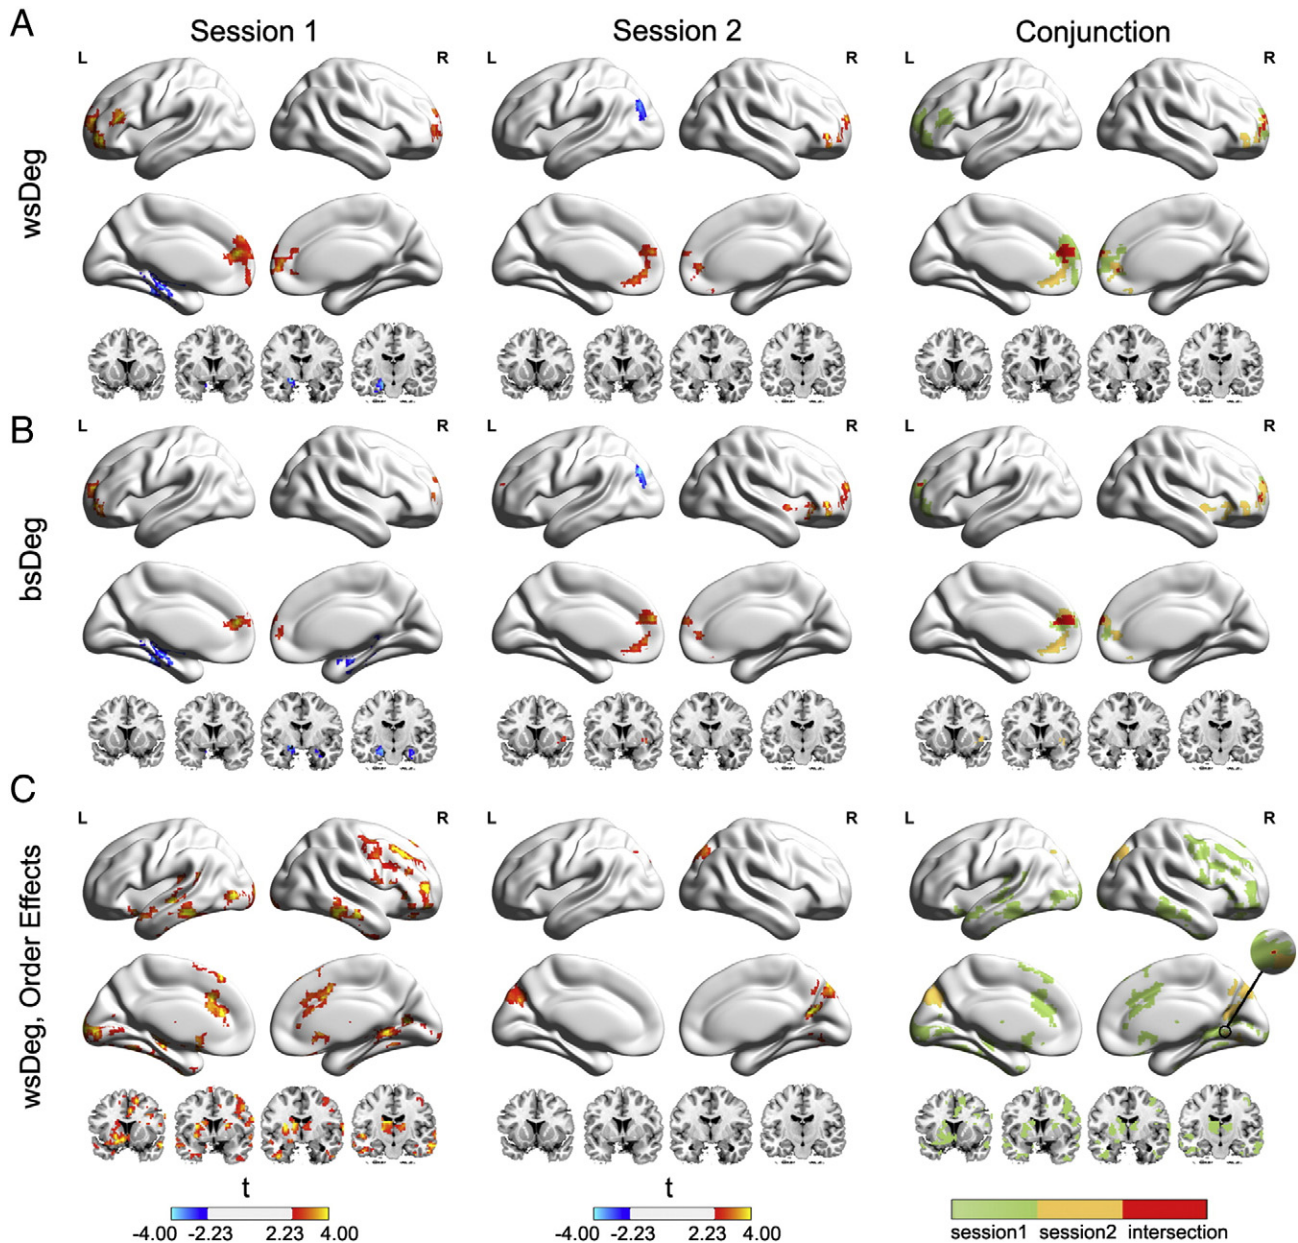 A
Session 1
Session 2
Conjunction
L
R
L
R
L
R
wsDeg
B
L
R
L
R
L
R
bsDeg
C
L
R
L
R
L
R
wsDeg, Order Effects
t
t
-4.00 -2.23 2.23 4.00
-4.00 -2.23 2.23 4.00
session1 session2 intersection